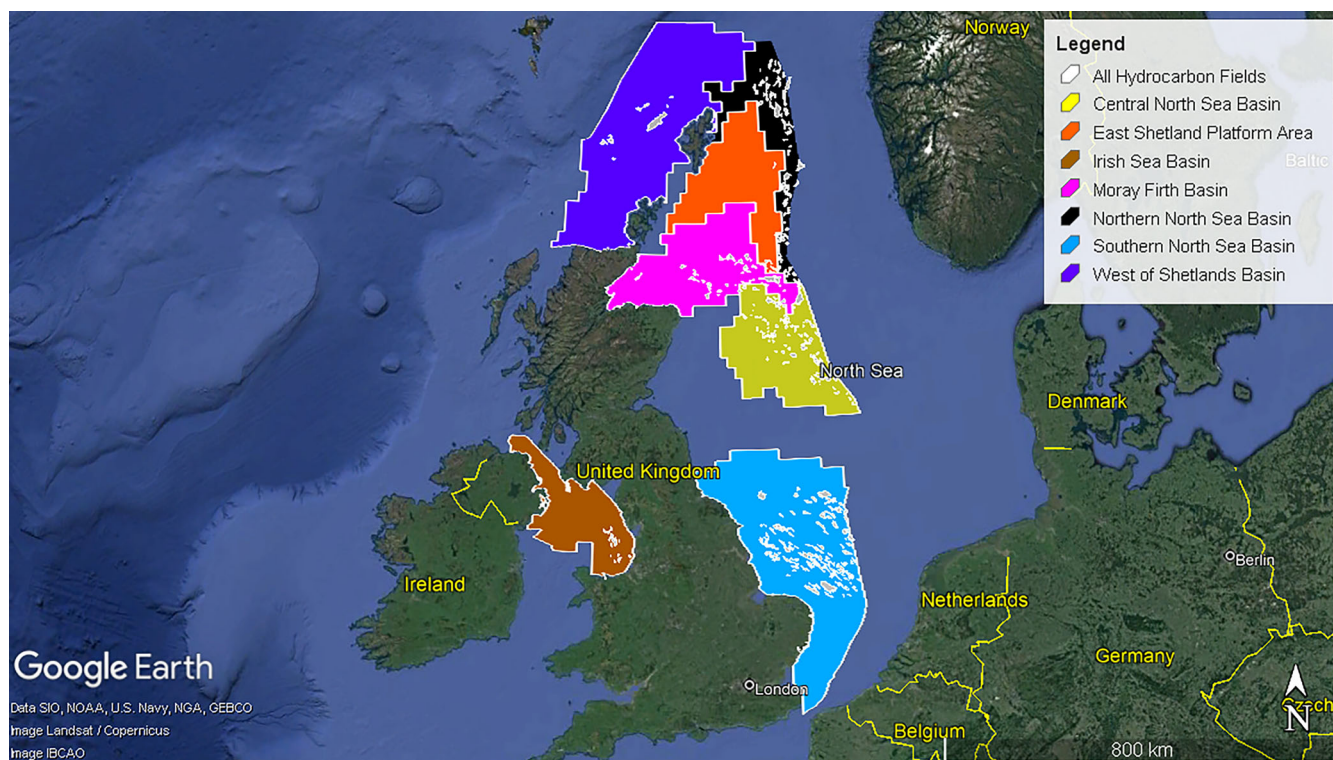 Norway
Legend
All Hydrocarbon Fields
Central North Sea Basin
East Shetland Platform Area
Irish Sea Basin
Baltic
Moray Firth Basin
Northern North Sea Basin
Southern North Sea Basin
West of Shetlands Basin
North Sea
Denmark
United Kingdom
Berlin
Ireland
Netherlands
Germany
Google Earth
London
Data SIO, NOAA, U.S. Navy, NGA, GEBCO
Image Landsat / Copernicus
Image IBCAO
Belgium
Czech
N
800 km